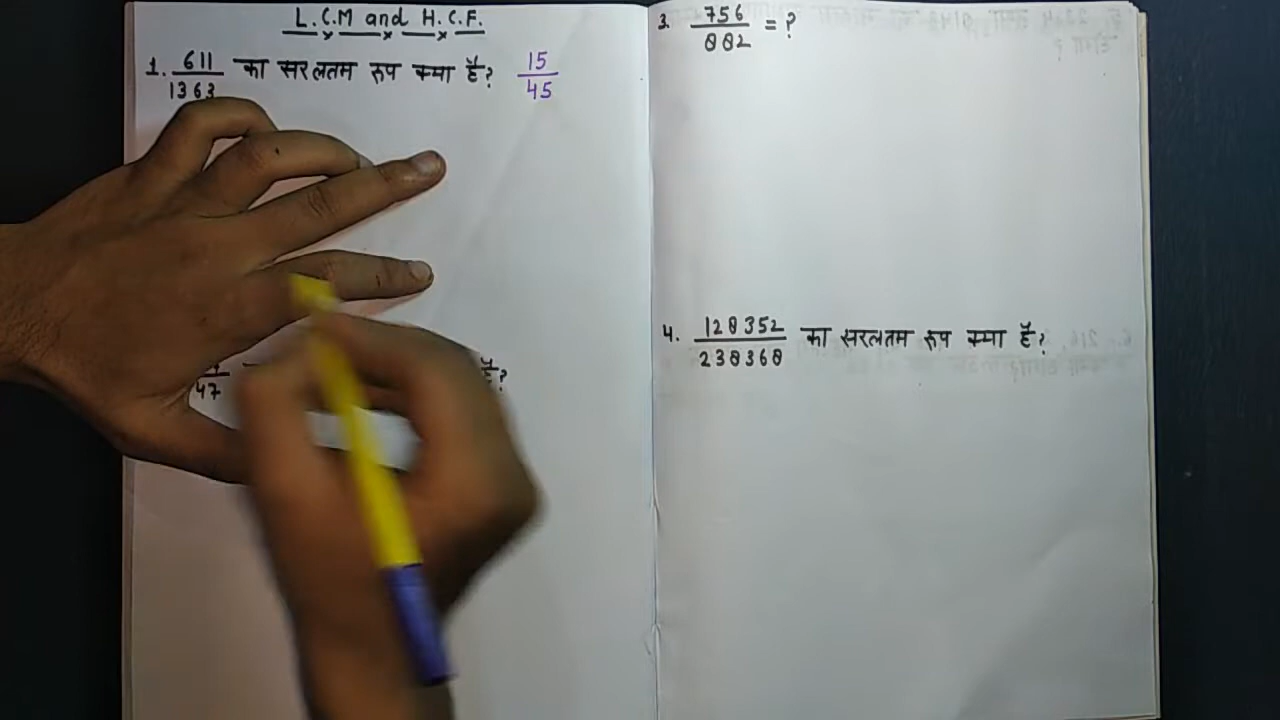 L.C.M and H.C.F.
1. 611/1363 का सरलतम रुप क्या है? 15/45
47 है?
3. 756/882 = ?
4. 128352/238368 का सरलतम रुप क्या है?